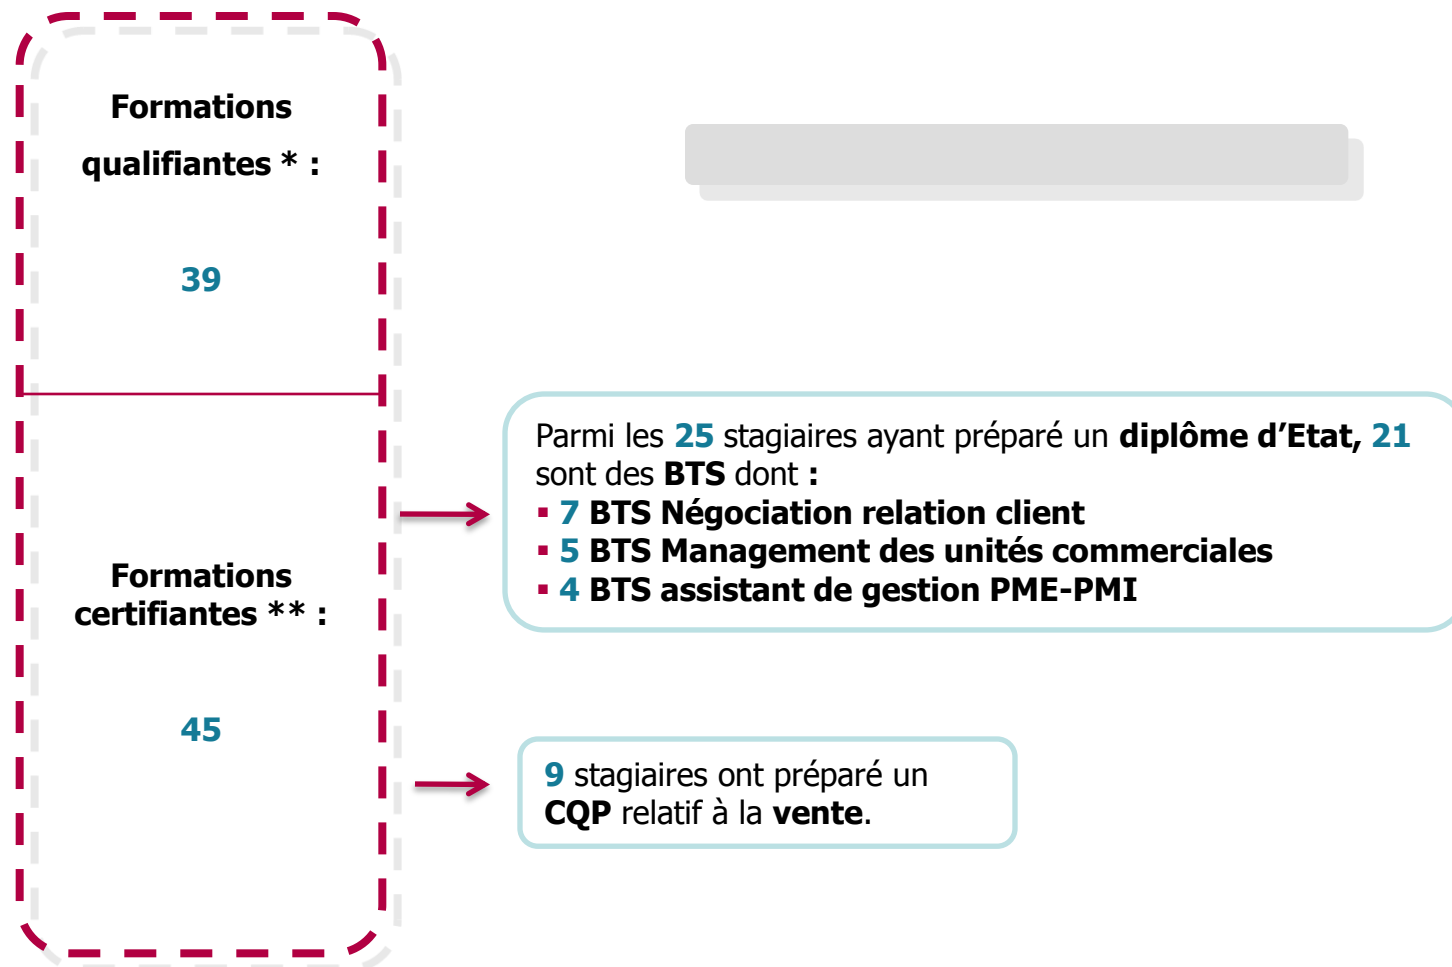 Formations
qualifiantes * :
39
Formations
certifiantes ** :
45
Parmi les 25 stagiaires ayant préparé un diplôme d’Etat, 21
sont des BTS dont :
▪ 7 BTS Négociation relation client
▪ 5 BTS Management des unités commerciales
▪ 4 BTS assistant de gestion PME-PMI
9 stagiaires ont préparé un
CQP relatif à la vente.